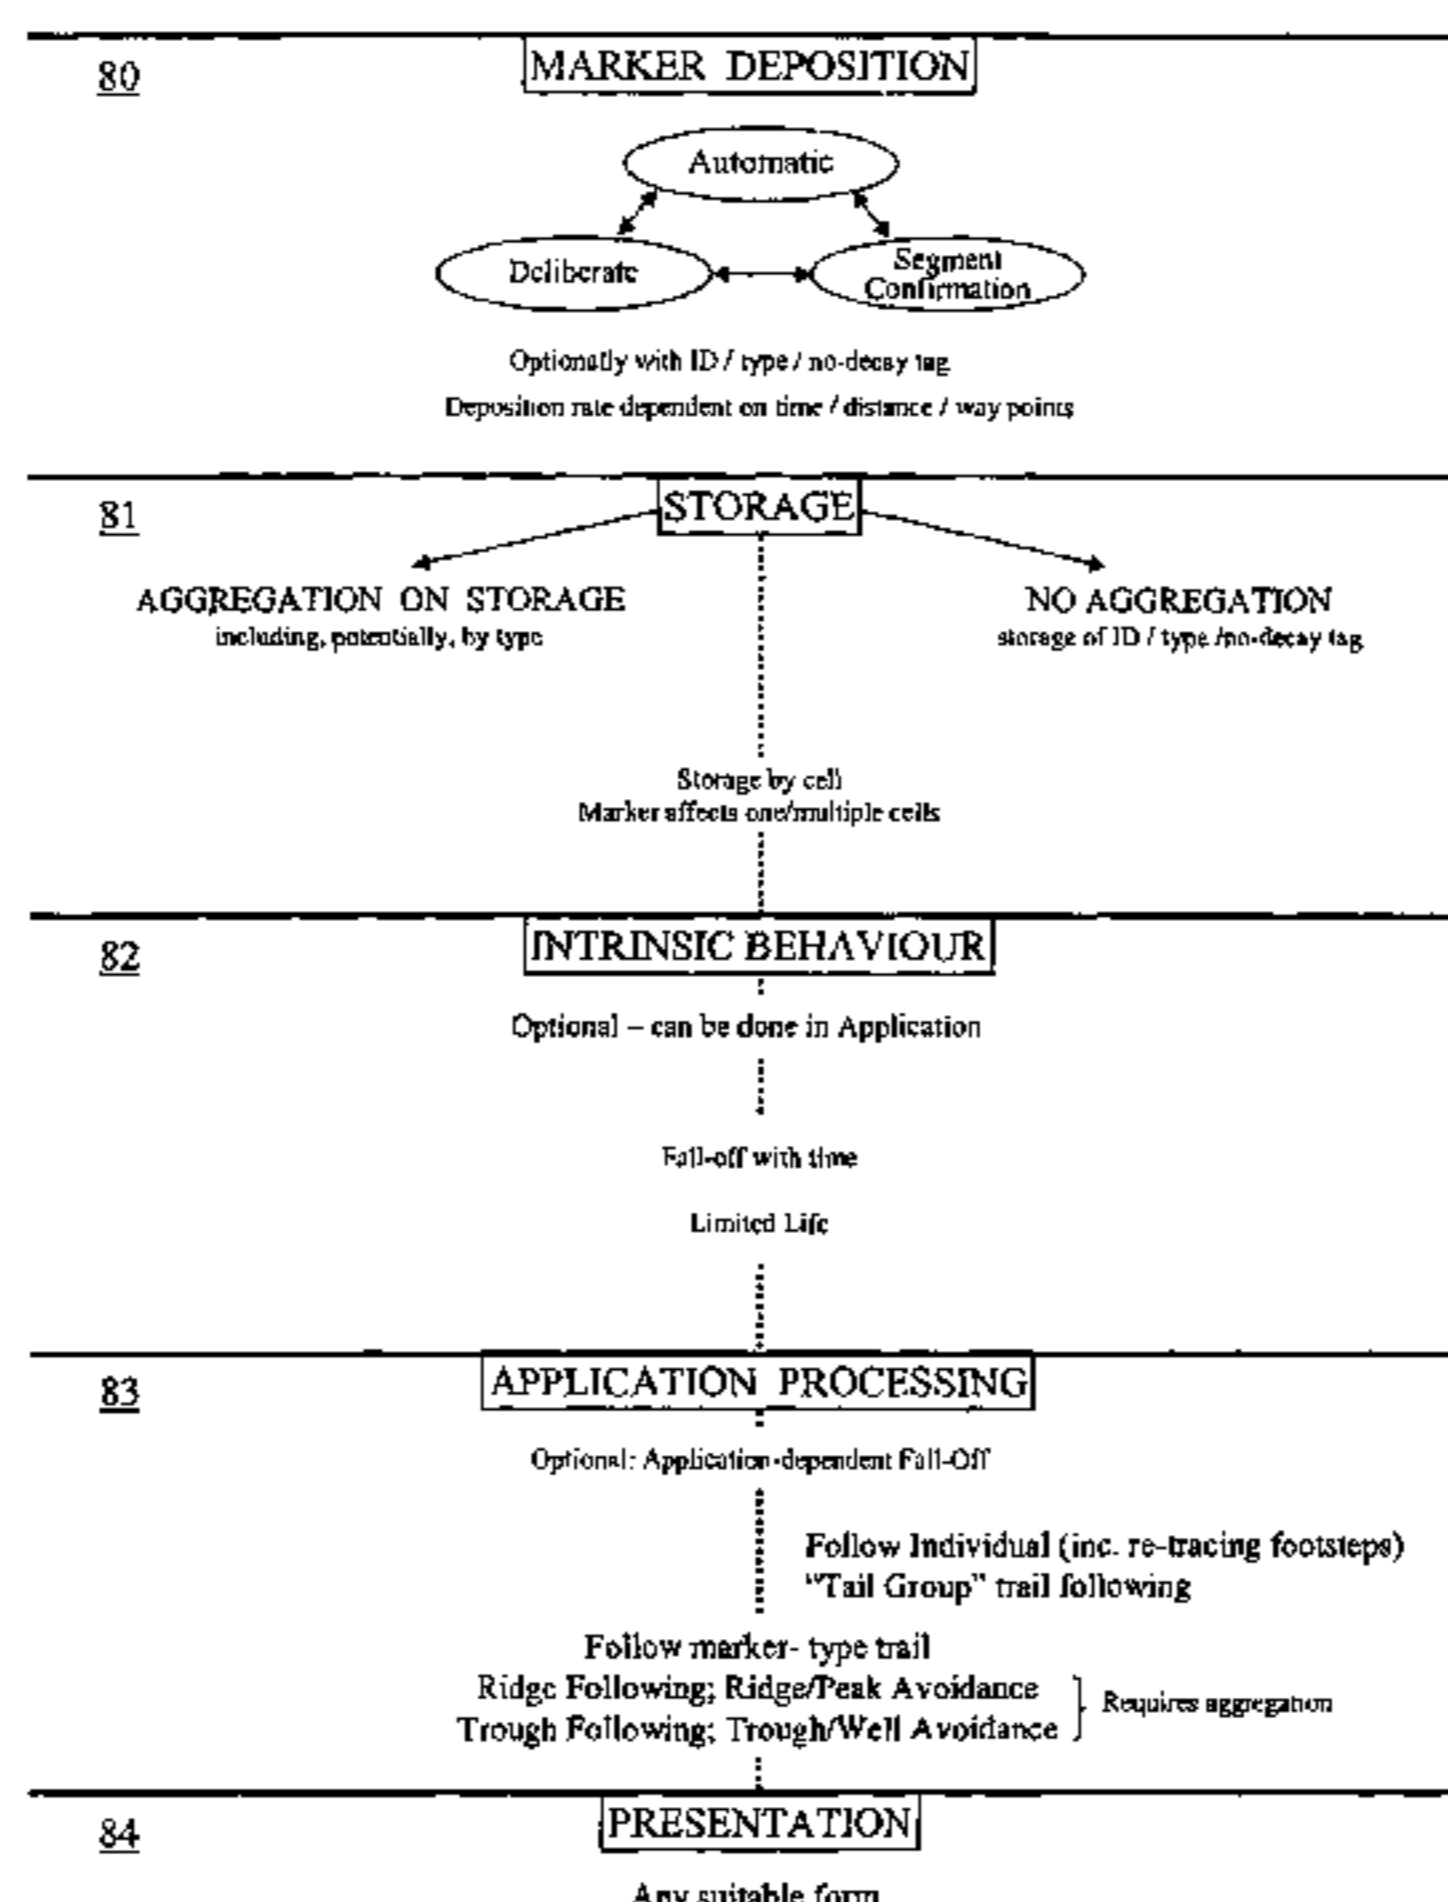 80
MARKER DEPOSITION
Automatic
Deliberate
Segment
Confirmation
Optionally with ID / type / no-decay tag
Deposition rate dependent on time / distance / way points
81
STORAGE
AGGREGATION ON STORAGE
including, potentially, by type
NO AGGREGATION
storage of ID / type /no-decay tag
Storage by cell
Marker affects one/multiple cells
82
INTRINSIC BEHAVIOUR
Optional – can be done in Application
Fall-off with time
Limited Life
83
APPLICATION PROCESSING
Optional: Application-dependent Fall-Off
Follow Individual (inc. re-tracing footsteps)
“Tail Group” trail following
Follow marker- type trail
Ridge Following; Ridge/Peak Avoidance
Trough Following; Trough/Well Avoidance
Requires aggregation
84
PRESENTATION
Any suitable form